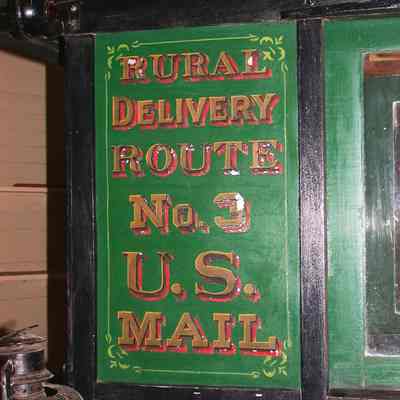 RURAL
DELIVERY
ROUTE
No. 3
U.S.
MAIL